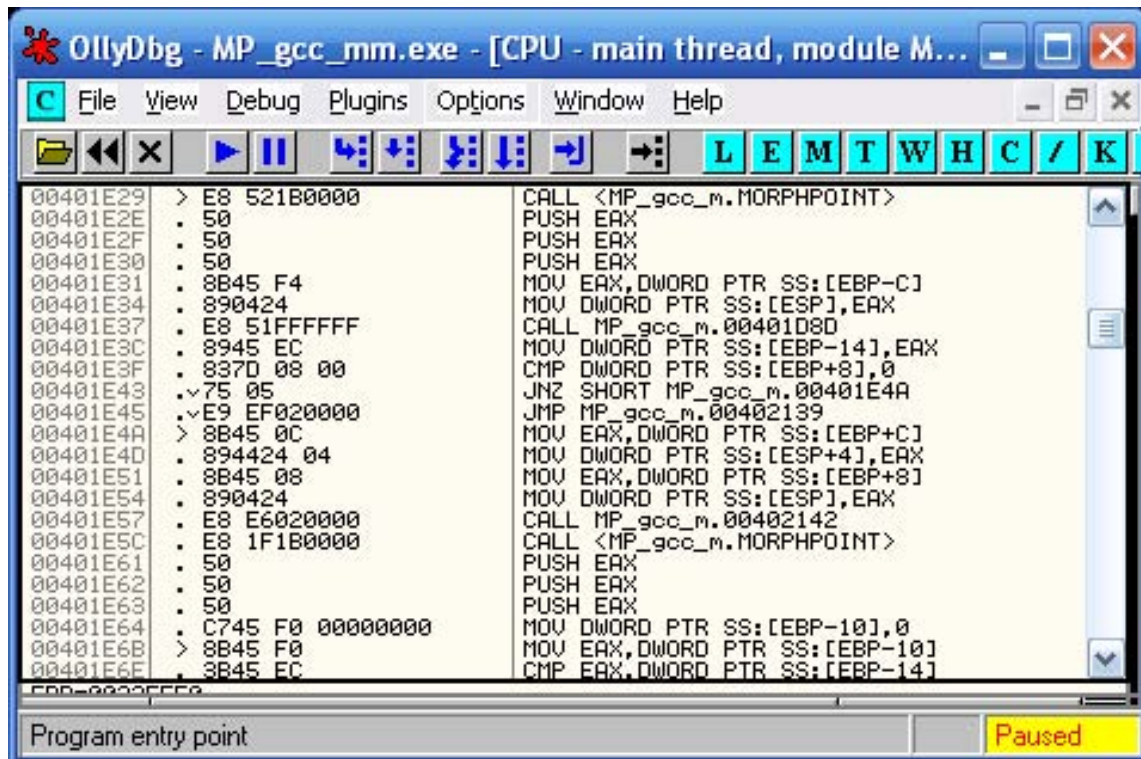 OllyDbg - MP_gcc_mm.exe - [CPU - main thread, module M...
C File View Debug Plugins Options Window Help
L E M T W H C / K
00401E29 > E8 521B0000 CALL <MP_gcc_m.MORPHPOINT>
00401E2E . 50 PUSH EAX
00401E2F . 50 PUSH EAX
00401E30 . 50 PUSH EAX
00401E31 . 8B45 F4 MOV EAX,DWORD PTR SS:[EBP-C]
00401E34 . 890424 MOV DWORD PTR SS:[ESP],EAX
00401E37 . E8 51FFFFFF CALL MP_gcc_m.00401D8D
00401E3C . 8945 EC MOV DWORD PTR SS:[EBP-14],EAX
00401E3F . 837D 08 00 CMP DWORD PTR SS:[EBP+8],0
00401E43 .v75 05 JNZ SHORT MP_gcc_m.00401E4A
00401E45 .vE9 EF020000 JMP MP_gcc_m.00402139
00401E4A > 8B45 0C MOV EAX,DWORD PTR SS:[EBP+C]
00401E4D . 894424 04 MOV DWORD PTR SS:[ESP+4],EAX
00401E51 . 8B45 08 MOV EAX,DWORD PTR SS:[EBP+8]
00401E54 . 890424 MOV DWORD PTR SS:[ESP],EAX
00401E57 . E8 E6020000 CALL MP_gcc_m.00402142
00401E5C . E8 1F1B0000 CALL <MP_gcc_m.MORPHPOINT>
00401E61 . 50 PUSH EAX
00401E62 . 50 PUSH EAX
00401E63 . 50 PUSH EAX
00401E64 . C745 F0 00000000 MOV DWORD PTR SS:[EBP-10],0
00401E6B > 8B45 F0 MOV EAX,DWORD PTR SS:[EBP-10]
00401E6E . 3B45 EC CMP EAX,DWORD PTR SS:[EBP-14]
Program entry point Paused